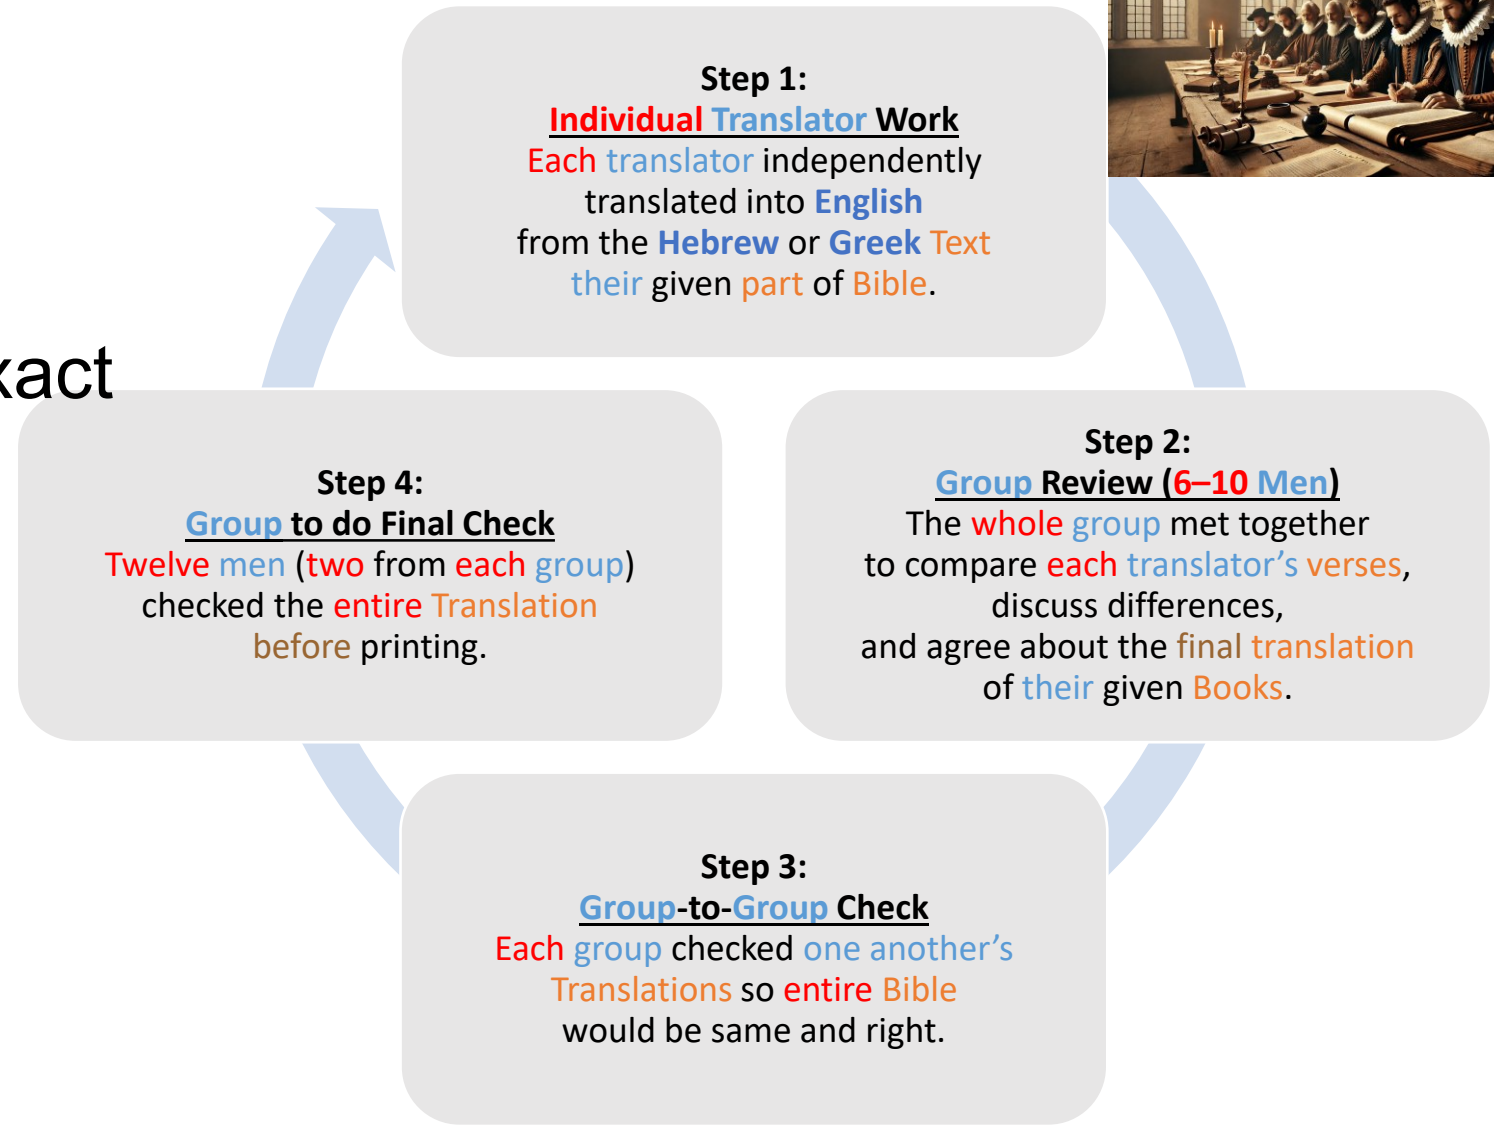 Step 1:
Individual Translator Work
Each translator independently
translated into English
from the Hebrew or Greek Text
their given part of Bible.
xact
Step 2:
Group Review (6–10 Men)
The whole group met together
to compare each translator’s verses,
discuss differences,
and agree about the final translation
of their given Books.
Step 3:
Group-to-Group Check
Each group checked one another’s
Translations so entire Bible
would be same and right.
Step 4:
Group to do Final Check
Twelve men (two from each group)
checked the entire Translation
before printing.